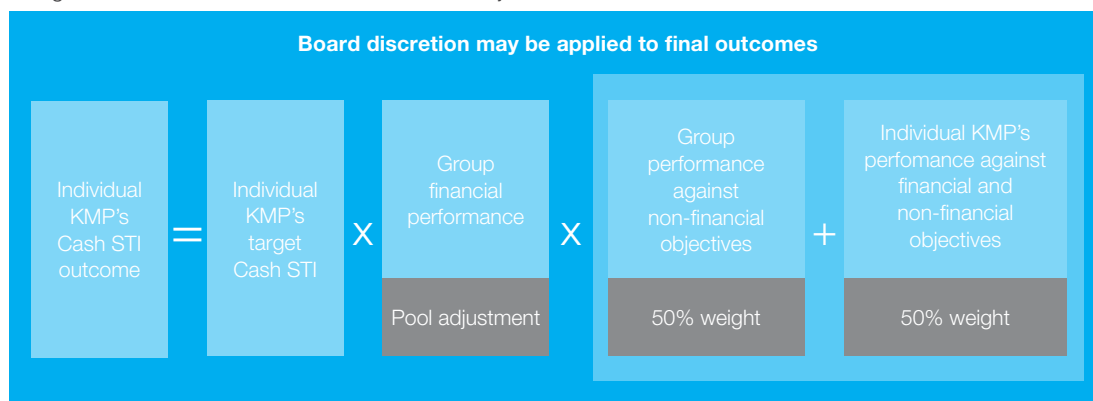 Board discretion may be applied to final outcomes
Individual
KMP's
Cash STI
outcome
=
Individual
KMP's
target
Cash STI
X
Group
financial
performance
Pool adjustment
X
Group
performance
against
non-financial
objectives
50% weight
+
Individual KMP's
perfomance against
financial and
non-financial
objectives
50% weight